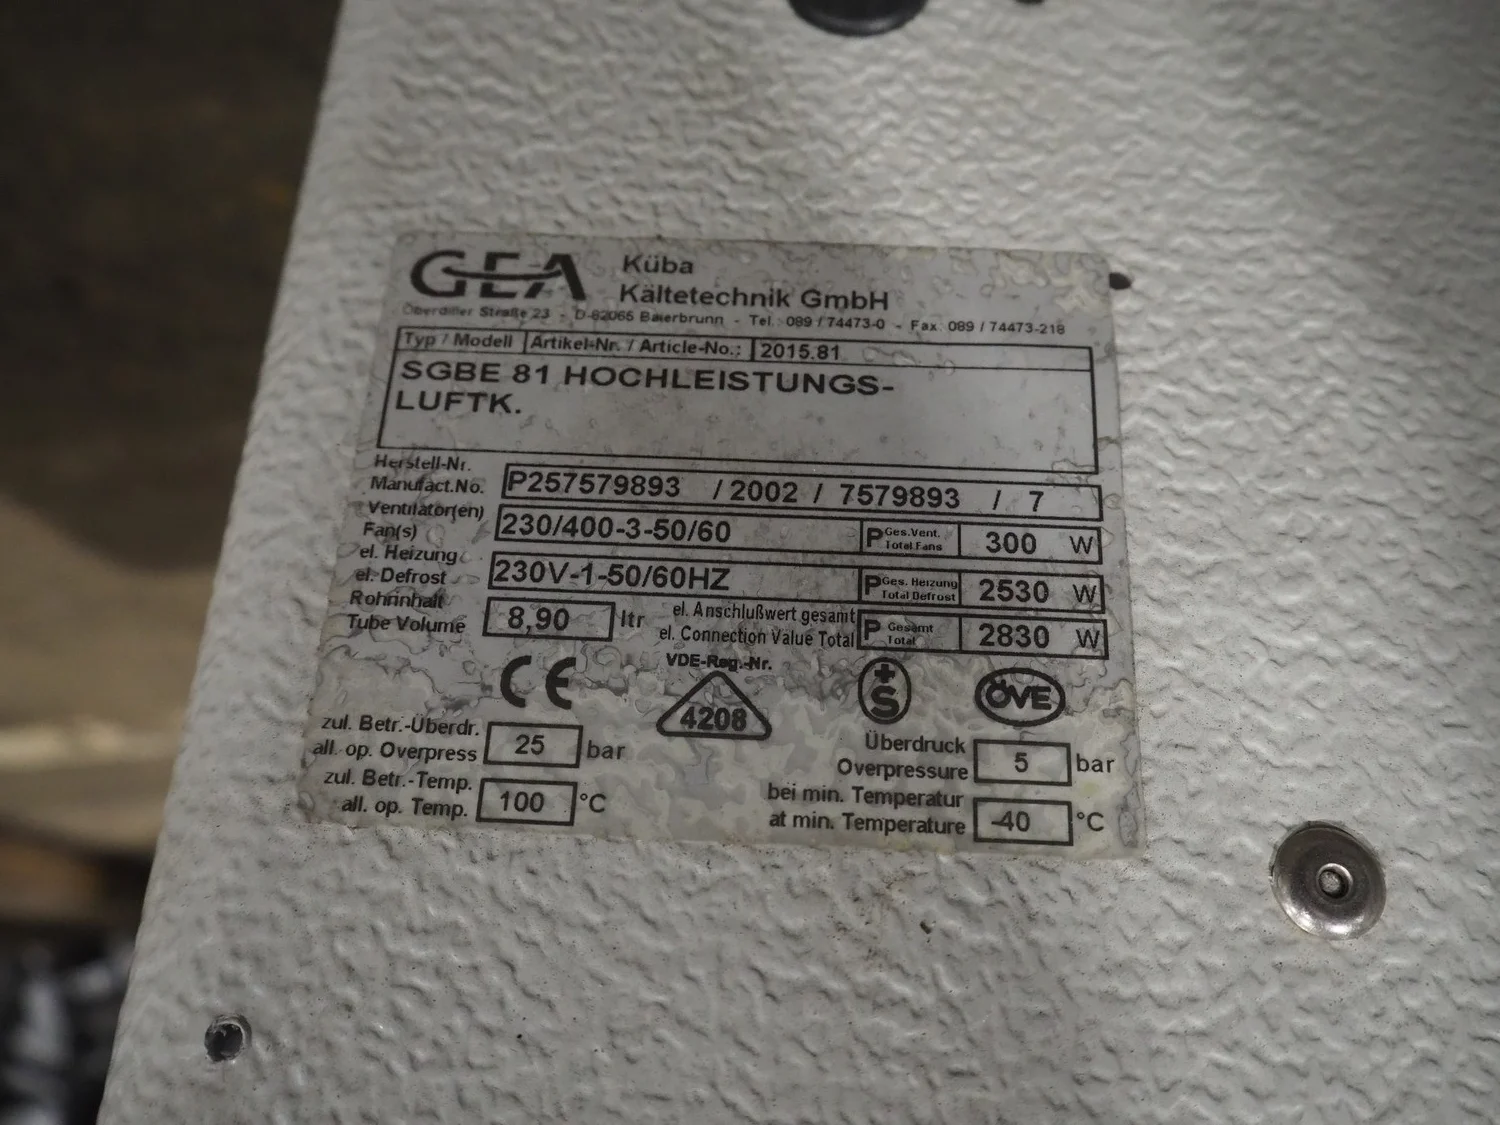 GEA Küba
Kältetechnik GmbH
Straße 23 - D-82065 Baierbrunn - Tel. 089 / 74473-0 - Fax 089 / 74473-218
Typ / Modell Artikel-Nr. / Article-No.: 2015.81
SGBE 81 HOCHLEISTUNGS-
LUFTK.
Herstell-Nr.
Manufact.No. P257579893 / 2002 / 7579893 / 7
Ventilator(en)
Fan(s) 230/400-3-50/60 P Ges.Vent. Total Fans 300 W
el. Heizung
el. Defrost 230V-1-50/60HZ P Ges. Heizung Total Defrost 2530 W
Rohrinhalt
Tube Volume 8,90 ltr
el. Anschlußwert gesamt
el. Connection Value Total P Gesamt Total 2830 W
CE
VDE-Reg.-Nr.
4208
+S
ÖVE
zul. Betr.-Überdr.
all. op. Overpress 25 bar
zul. Betr.-Temp.
all. op. Temp. 100 °C
Überdruck
Overpressure 5 bar
bei min. Temperatur
at min. Temperature -40 °C